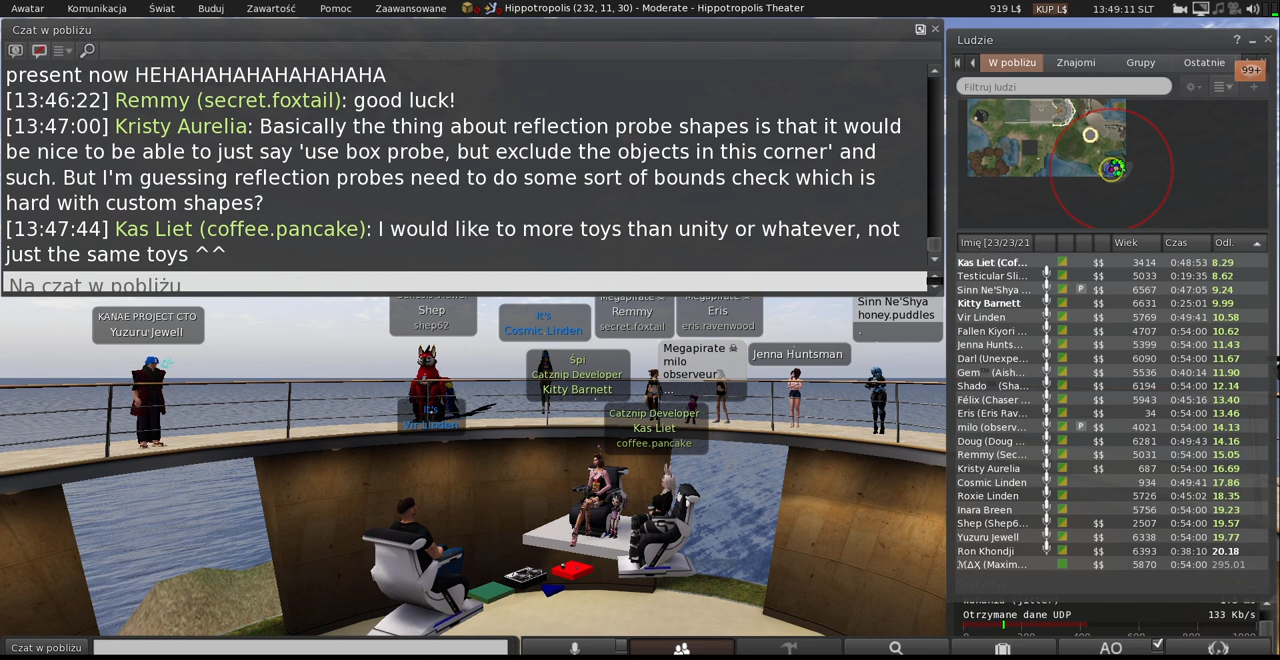 Awatar Komunikacja Świat Buduj Zawartość Pomoc Zaawansowane Hippotropolis (232, 11, 30) - Moderate - Hippotropolis Theater 919 L$ KUP L$ 13:49:11 SLT
Czat w pobliżu
present now HEHAHAHAHAHAHAHAHA
[13:46:22] Remmy (secret.foxtail): good luck!
[13:47:00] Kristy Aurelia: Basically the thing about reflection probe shapes is that it would
be nice to be able to just say 'use box probe, but exclude the objects in this corner' and
such. But I'm guessing reflection probes need to do some sort of bounds check which is
hard with custom shapes?
[13:47:44] Kas Liet (coffee.pancake): I would like to more toys than unity or whatever, not
just the same toys ^^
Na czat w pobliżu
KANAE PROJECT CTO
Yuzuru Jewell
Shep
shep62
It's
Cosmic Linden
Megapirate ☠
Remmy
secret.foxtail
Megapirate ☠
Eris
eris.ravenwood
Sinn Ne'Shya
honey.puddles
.
Śpi
Catznip Developer
Kitty Barnett
Megapirate ☠
milo
observeur
...
Jenna Huntsman
It's
Vir Linden
Catznip Developer
Kas Liet
coffee.pancake
Ludzie
? _ ×
W pobliżu Znajomi Grupy Ostatnie
99+
Filtruj ludzi
Imię [23/23/21 Wiek Czas Odl.
Kas Liet (Cof... $$ 3414 0:48:53 8.29
Testicular Sli... $$ 5033 0:19:35 8.62
Sinn Ne'Shya ... P $$ 6567 0:47:05 9.24
Kitty Barnett $$ 6631 0:25:01 9.99
Vir Linden $$ 5769 0:49:41 10.58
Fallen Kiyori ... $$ 4707 0:54:00 10.62
Jenna Hunts... $$ 5399 0:54:00 11.43
Darl (Unexpe... $$ 6090 0:54:00 11.67
Gem™ (Aish... $$ 5536 0:40:14 11.90
Shado™ (Sha... $$ 6194 0:54:00 12.14
Félix (Chaser ... $$ 5943 0:45:16 13.40
Eris (Eris Rav... $$ 34 0:54:00 13.46
milo (observ... P $$ 4021 0:54:00 14.13
Doug (Doug ... $$ 6281 0:49:43 14.16
Remmy (Sec... $$ 5031 0:54:00 15.05
Kristy Aurelia $$ 687 0:54:00 16.69
Cosmic Linden 934 0:49:41 17.86
Roxie Linden 5726 0:45:02 18.35
Inara Breen 5756 0:54:00 19.23
Shep (Shep6... $$ 2507 0:54:00 19.57
Yuzuru Jewell $$ 6338 0:54:00 19.77
Ron Khondji $$ 6393 0:38:10 20.18
(Maxim... $$ 5870 0:54:00 295.01
Otrzymane dane UDP 133 Kb/s
Czat w pobliżu
AO